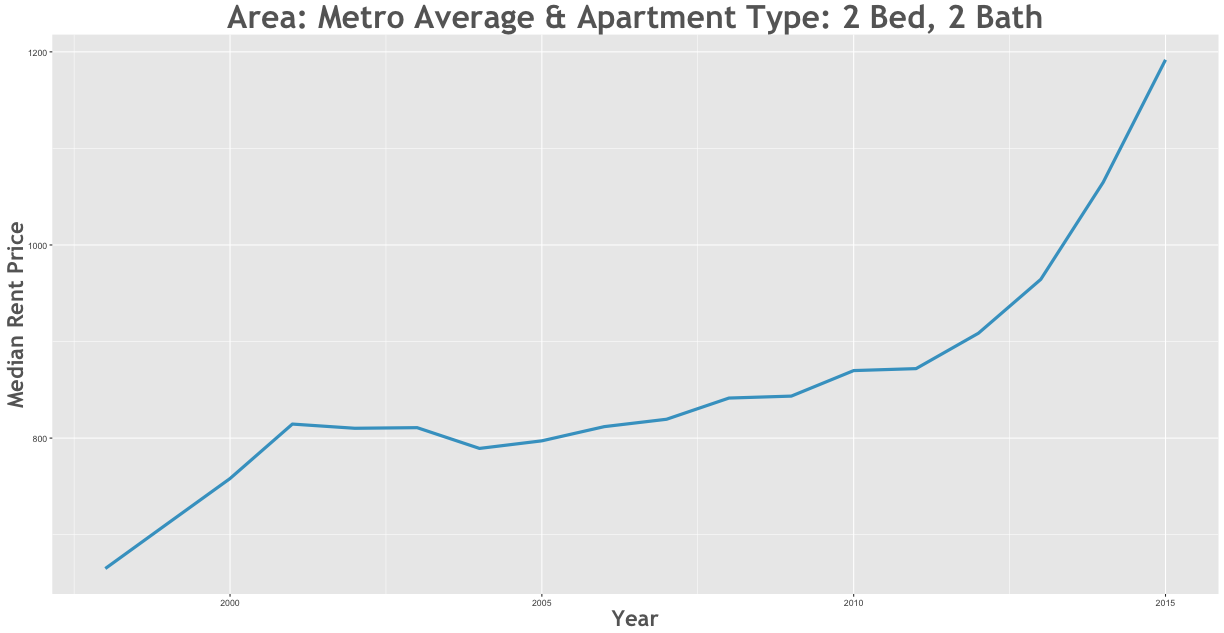 Area: Metro Average & Apartment Type: 2 Bed, 2 Bath
Median Rent Price
1200
1000
800
2000 2005 2010 2015
Year